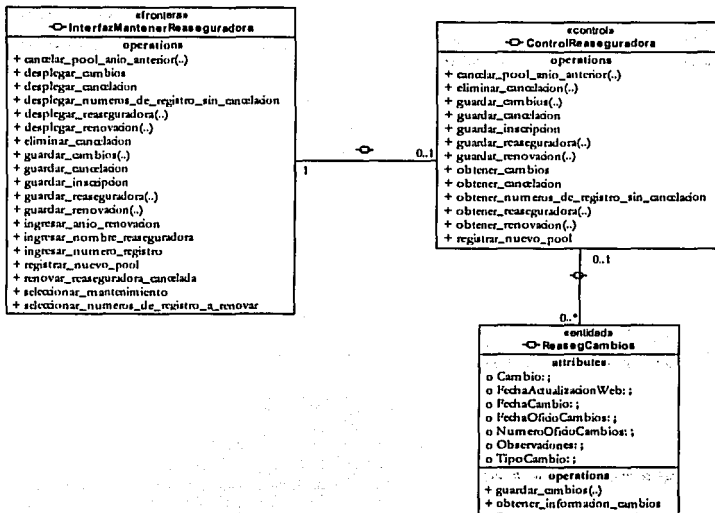 «frontera»
InterfazMantenerReaseguradora
operations
+ cancelar_pool_anio_anterior(..)
+ desplegar_cambios
+ desplegar_cancelacion
+ desplegar_numeros_de_registro_sin_cancelacion
+ desplegar_reaseguradora(..)
+ desplegar_renovacion(..)
+ eliminar_cancelacion
+ guardar_cambios(..)
+ guardar_cancelacion
+ guardar_inscripcion
+ guardar_reaseguradora(..)
+ guardar_renovacion(..)
+ ingresar_anio_renovacion
+ ingresar_nombre_reaseguradora
+ ingresar_numero_registro
+ registrar_nuevo_pool
+ renovar_reaseguradora_cancelada
+ seleccionar_mantenimiento
+ seleccionar_numeros_de_registro_a_renovar
1
0..1
«control»
ControlReaseguradora
operations
+ cancelar_pool_anio_anterior(..)
+ eliminar_cancelacion
+ guardar_cambios(..)
+ guardar_cancelacion
+ guardar_inscripcion
+ guardar_reaseguradora(..)
+ guardar_renovacion(..)
+ obtener_cambios
+ obtener_cancelacion
+ obtener_numeros_de_registro_sin_cancelacion
+ obtener_reaseguradora(..)
+ obtener_renovacion(..)
+ registrar_nuevo_pool
0..1
0..*
«entidad»
ReasegCambios
attributes
o Cambio: ;
o FechaActualizacionWeb: ;
o FechaCambio: ;
o FechaOficioCambios: ;
o NumeroOficioCambios: ;
o Observaciones: ;
o TipoCambio: ;
operations
+ guardar_cambios(..)
+ obtener_informacion_cambios